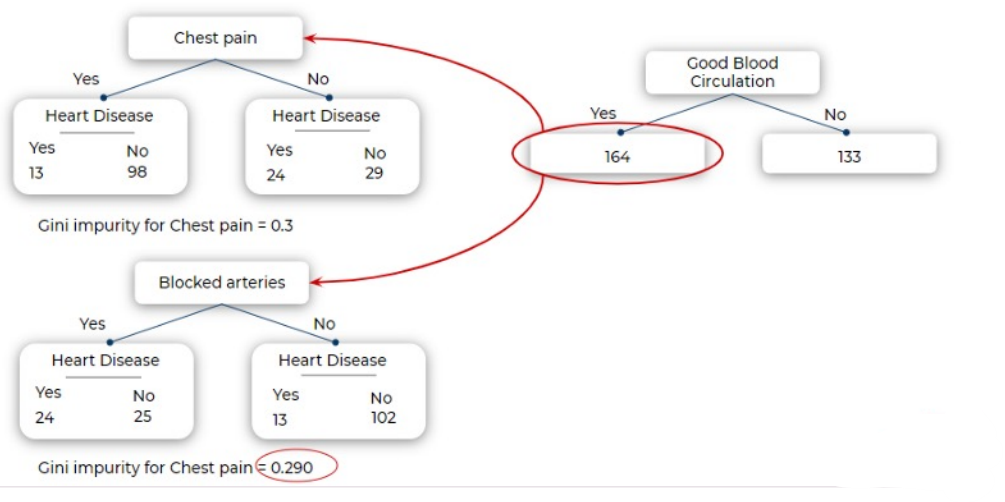 Chest pain
Yes
No
Heart Disease
Yes No
13 98
Heart Disease
Yes No
24 29
Gini impurity for Chest pain = 0.3
Good Blood
Circulation
Yes
No
164
133
Blocked arteries
Yes
No
Heart Disease
Yes No
24 25
Heart Disease
Yes No
13 102
Gini impurity for Chest pain = 0.290